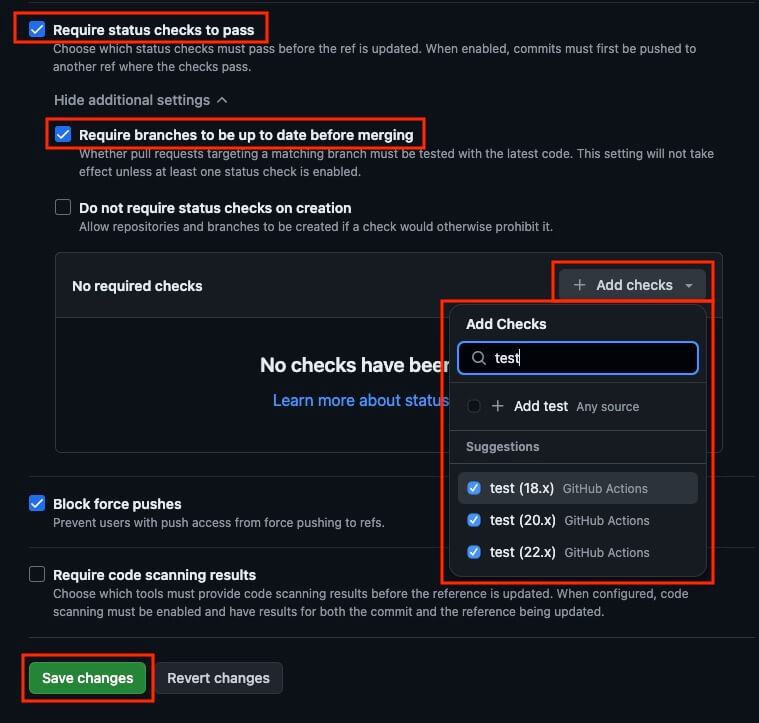 Require status checks to pass
Choose which status checks must pass before the ref is updated. When enabled, commits must first be pushed to
another ref where the checks pass.
Hide additional settings
Require branches to be up to date before merging
Whether pull requests targeting a matching branch must be tested with the latest code. This setting will not take
effect unless at least one status check is enabled.
Do not require status checks on creation
Allow repositories and branches to be created if a check would otherwise prohibit it.
No required checks
Add checks
Add Checks
test
No checks have been
Learn more about status
Add test Any source
Suggestions
test (18.x) GitHub Actions
test (20.x) GitHub Actions
test (22.x) GitHub Actions
Block force pushes
Prevent users with push access from force pushing to refs.
Require code scanning results
Choose which tools must provide code scanning results before the reference is updated. When configured, code
scanning must be enabled and have results for both the commit and the reference being updated.
Save changes
Revert changes